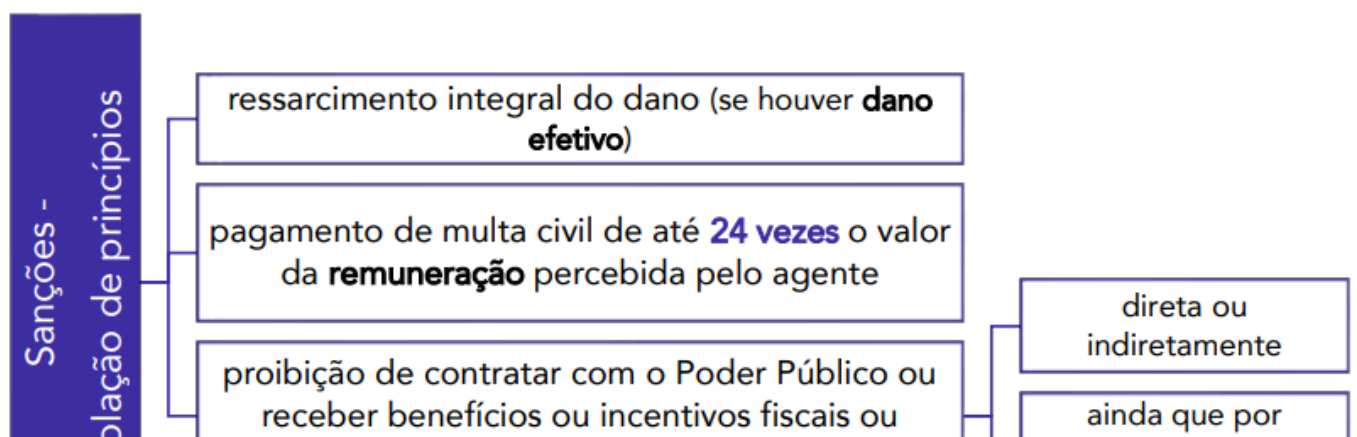 Sanções -
olação de princípios
ressarcimento integral do dano (se houver dano
efetivo)
pagamento de multa civil de até 24 vezes o valor
da remuneração percebida pelo agente
proibição de contratar com o Poder Público ou
receber benefícios ou incentivos fiscais ou
direta ou
indiretamente
ainda que por